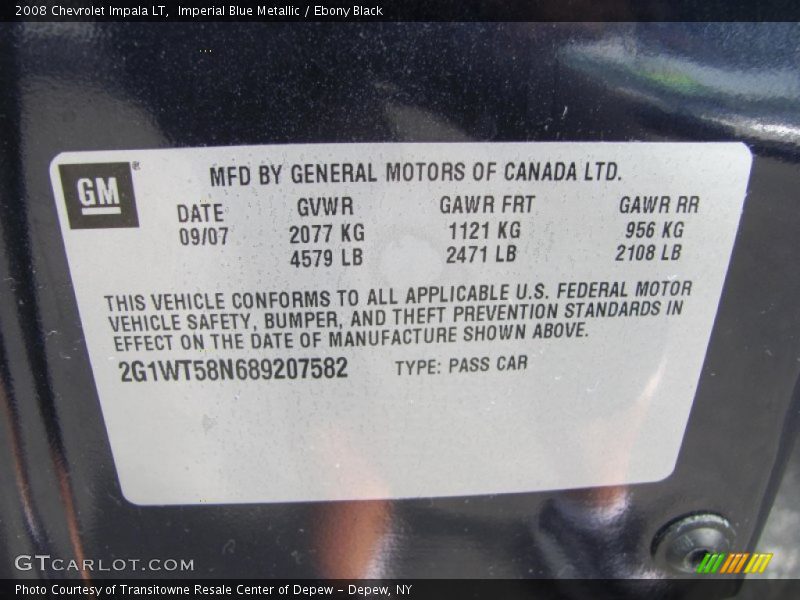 2008 Chevrolet Impala LT,  Imperial Blue Metallic / Ebony Black
GM
MFD BY GENERAL MOTORS OF CANADA LTD.
DATE GVWR GAWR FRT GAWR RR
09/07 2077 KG 1121 KG 956 KG
4579 LB 2471 LB 2108 LB
THIS VEHICLE CONFORMS TO ALL APPLICABLE U.S. FEDERAL MOTOR
VEHICLE SAFETY, BUMPER, AND THEFT PREVENTION STANDARDS IN
EFFECT ON THE DATE OF MANUFACTURE SHOWN ABOVE.
2G1WT58N689207582 TYPE: PASS CAR
GTCARLOT.COM
Photo Courtesy of Transitowne Resale Center of Depew – Depew, NY